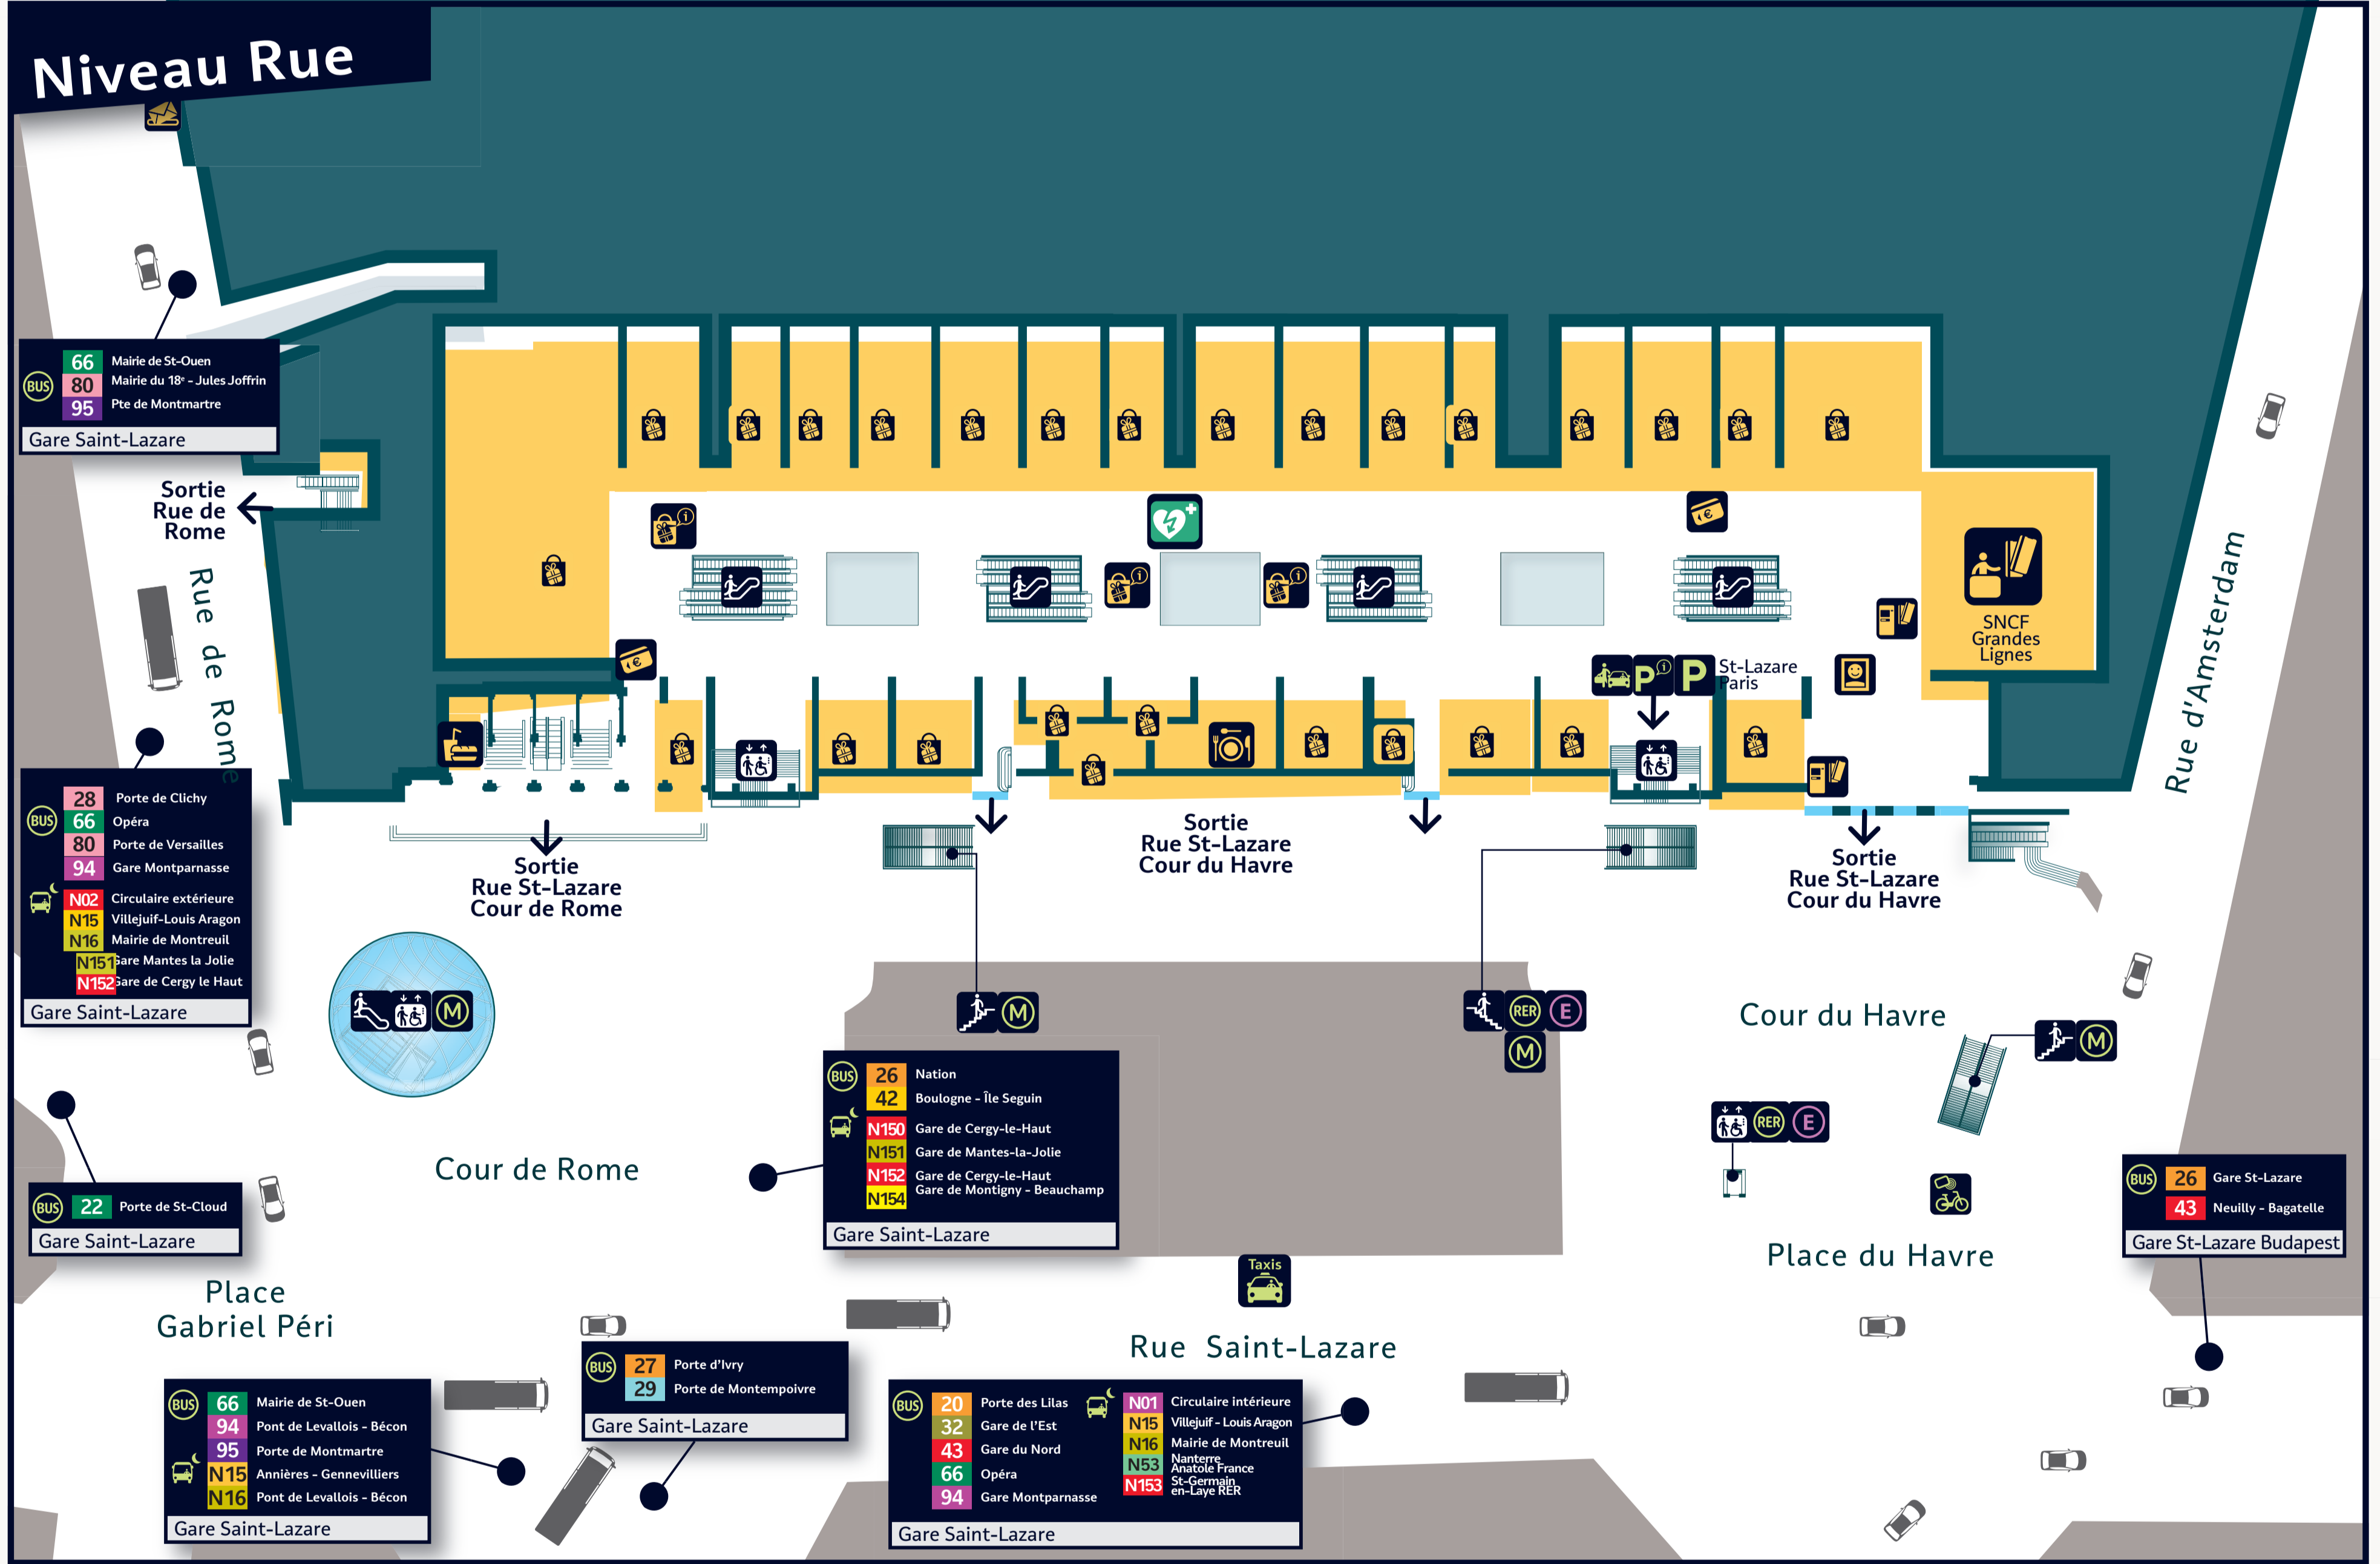 Niveau Rue
BUS
66 Mairie de St-Ouen
80 Mairie du 18e - Jules Joffrin
95 Pte de Montmartre
Gare Saint-Lazare
Sortie
Rue de
Rome
Rue de Rome
SNCF
Grandes
Lignes
P P St-Lazare
Paris
Rue d'Amsterdam
BUS
28 Porte de Clichy
66 Opéra
80 Porte de Versailles
94 Gare Montparnasse
N02 Circulaire extérieure
N15 Villejuif-Louis Aragon
N16 Mairie de Montreuil
N151 Gare Mantes la Jolie
N152 Gare de Cergy le Haut
Gare Saint-Lazare
Sortie
Rue St-Lazare
Cour de Rome
Sortie
Rue St-Lazare
Cour du Havre
Sortie
Rue St-Lazare
Cour du Havre
M
M
RER E
M
Cour du Havre
M
RER E
BUS
26 Nation
42 Boulogne - Île Seguin
N150 Gare de Cergy-le-Haut
N151 Gare de Mantes-la-Jolie
N152 Gare de Cergy-le-Haut
N154 Gare de Montigny - Beauchamp
Gare Saint-Lazare
Cour de Rome
BUS 22 Porte de St-Cloud
Gare Saint-Lazare
BUS
26 Gare St-Lazare
43 Neuilly - Bagatelle
Gare St-Lazare Budapest
Place du Havre
Taxis
Place
Gabriel Péri
Rue Saint-Lazare
BUS
27 Porte d'Ivry
29 Porte de Montempoivre
Gare Saint-Lazare
BUS
66 Mairie de St-Ouen
94 Pont de Levallois - Bécon
95 Porte de Montmartre
N15 Annières - Gennevilliers
N16 Pont de Levallois - Bécon
Gare Saint-Lazare
BUS
20 Porte des Lilas
32 Gare de l'Est
43 Gare du Nord
66 Opéra
94 Gare Montparnasse
N01 Circulaire intérieure
N15 Villejuif - Louis Aragon
N16 Mairie de Montreuil
N53 Nanterre
Anatole France
N153 St-Germain
en-Laye RER
Gare Saint-Lazare